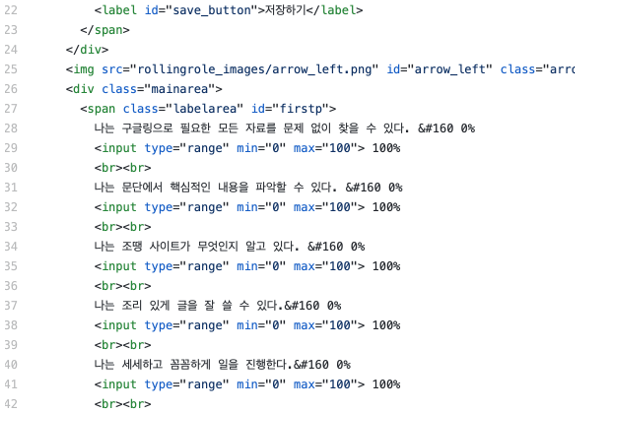 22 <label id="save_button">저장하기</label>
23 </span>
24 </div>
25 <img src="rollingrole_images/arrow_left.png" id="arrow_left" class="arro
26 <div class="mainarea">
27 <span class="labelarea" id="firstp">
28 나는 구글링으로 필요한 모든 자료를 문제 없이 찾을 수 있다. &#160 0%
29 <input type="range" min="0" max="100"> 100%
30 <br><br>
31 나는 문단에서 핵심적인 내용을 파악할 수 있다. &#160 0%
32 <input type="range" min="0" max="100"> 100%
33 <br><br>
34 나는 조땡 사이트가 무엇인지 알고 있다. &#160 0%
35 <input type="range" min="0" max="100"> 100%
36 <br><br>
37 나는 조리 있게 글을 잘 쓸 수 있다.&#160 0%
38 <input type="range" min="0" max="100"> 100%
39 <br><br>
40 나는 세세하고 꼼꼼하게 일을 진행한다.&#160 0%
41 <input type="range" min="0" max="100"> 100%
42 <br><br>